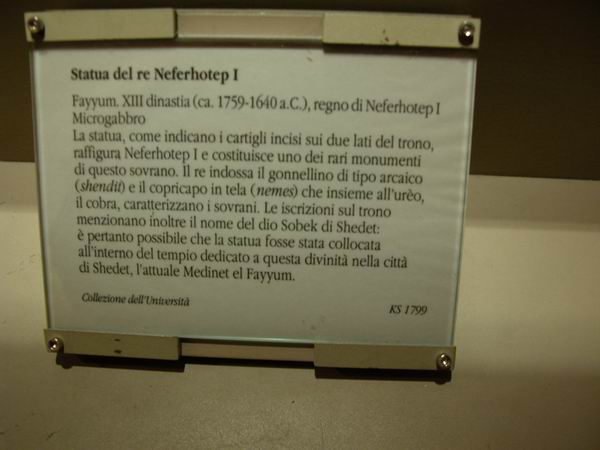 Statua del re Neferhotep I
Fayyum. XIII dinastia (ca. 1759-1640 a.C.), regno di Neferhotep I
Microgabbro
La statua, come indicano i cartigli incisi sui due lati del trono,
raffigura Neferhotep I e costituisce uno dei rari monumenti
di questo sovrano. Il re indossa il gonnellino di tipo arcaico
(shendit) e il copricapo in tela (nemes) che insieme all'urèo,
il cobra, caratterizzano i sovrani. Le iscrizioni sul trono
menzionano inoltre il nome del dio Sobek di Shedet:
è pertanto possibile che la statua fosse stata collocata
all'interno del tempio dedicato a questa divinità nella città
di Shedet, l'attuale Medinet el Fayyum.
Collezione dell'Università
KS 1799